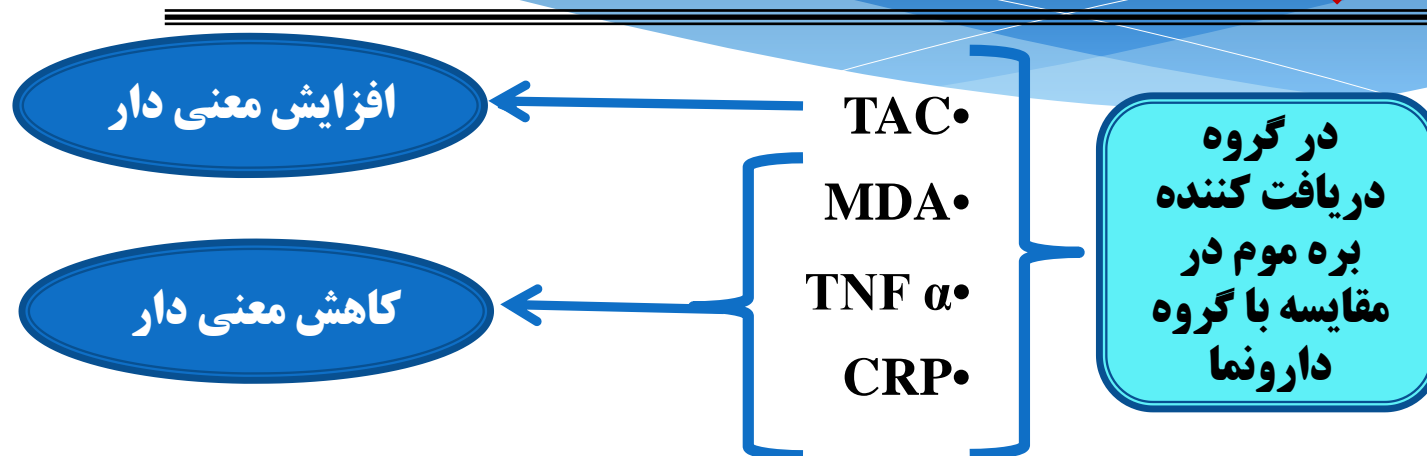 در گروه
دریافت کننده
بره موم در
مقایسه با گروه
دارونما
TAC•
MDA•
TNF α•
CRP•
افزایش معنی دار
کاهش معنی دار